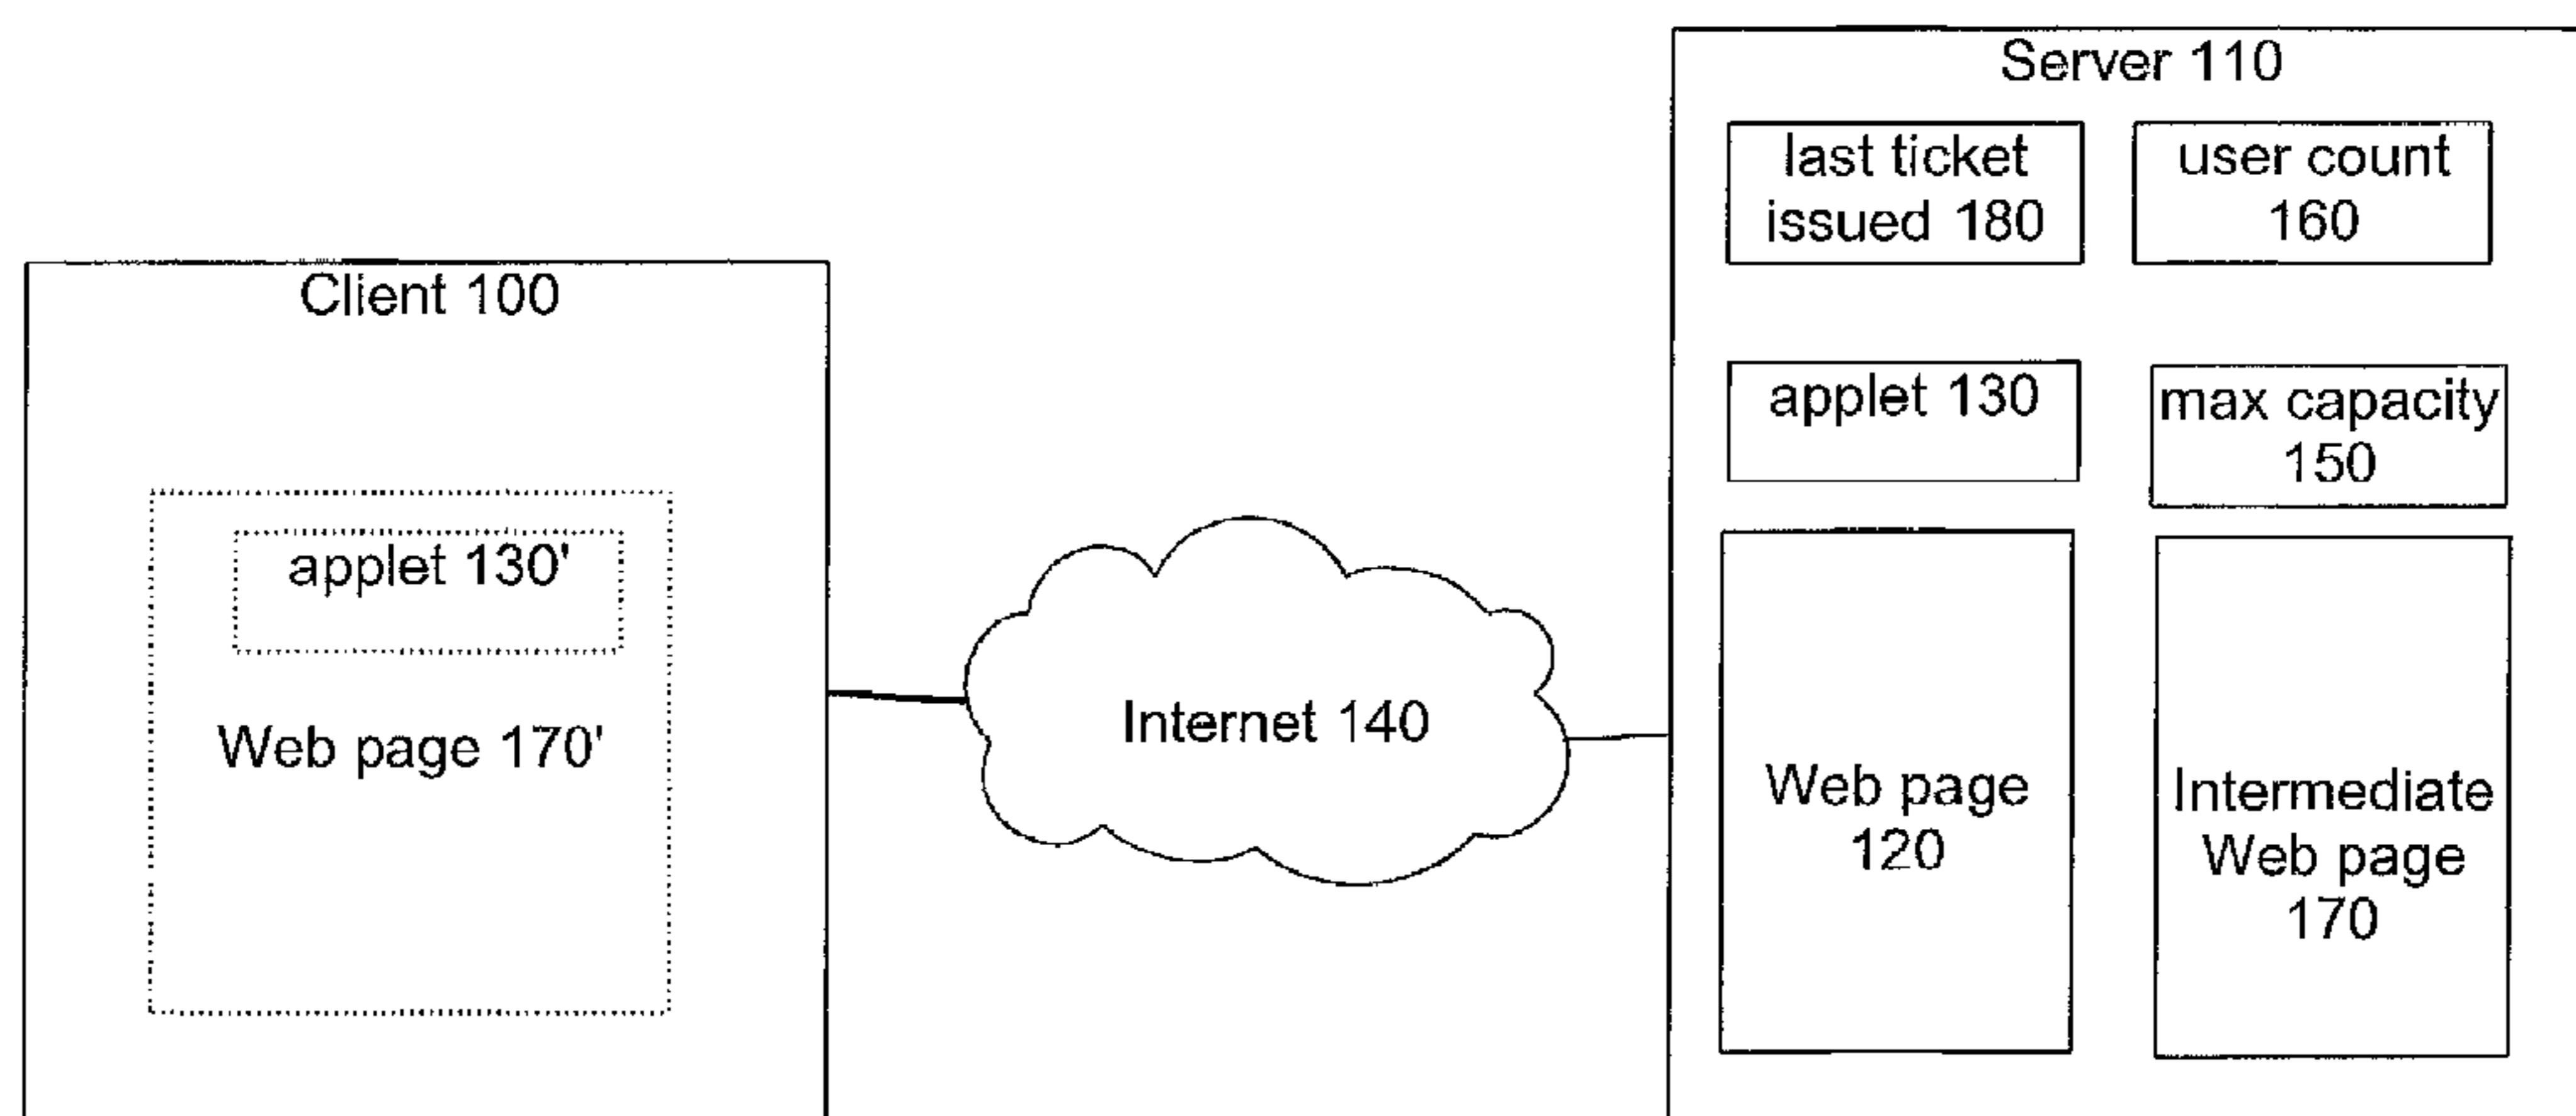 Server 110
last ticket
issued 180
user count
160
Client 100
applet 130
max capacity
150
applet 130'
Web page 170'
Internet 140
Web page
120
Intermediate
Web page
170